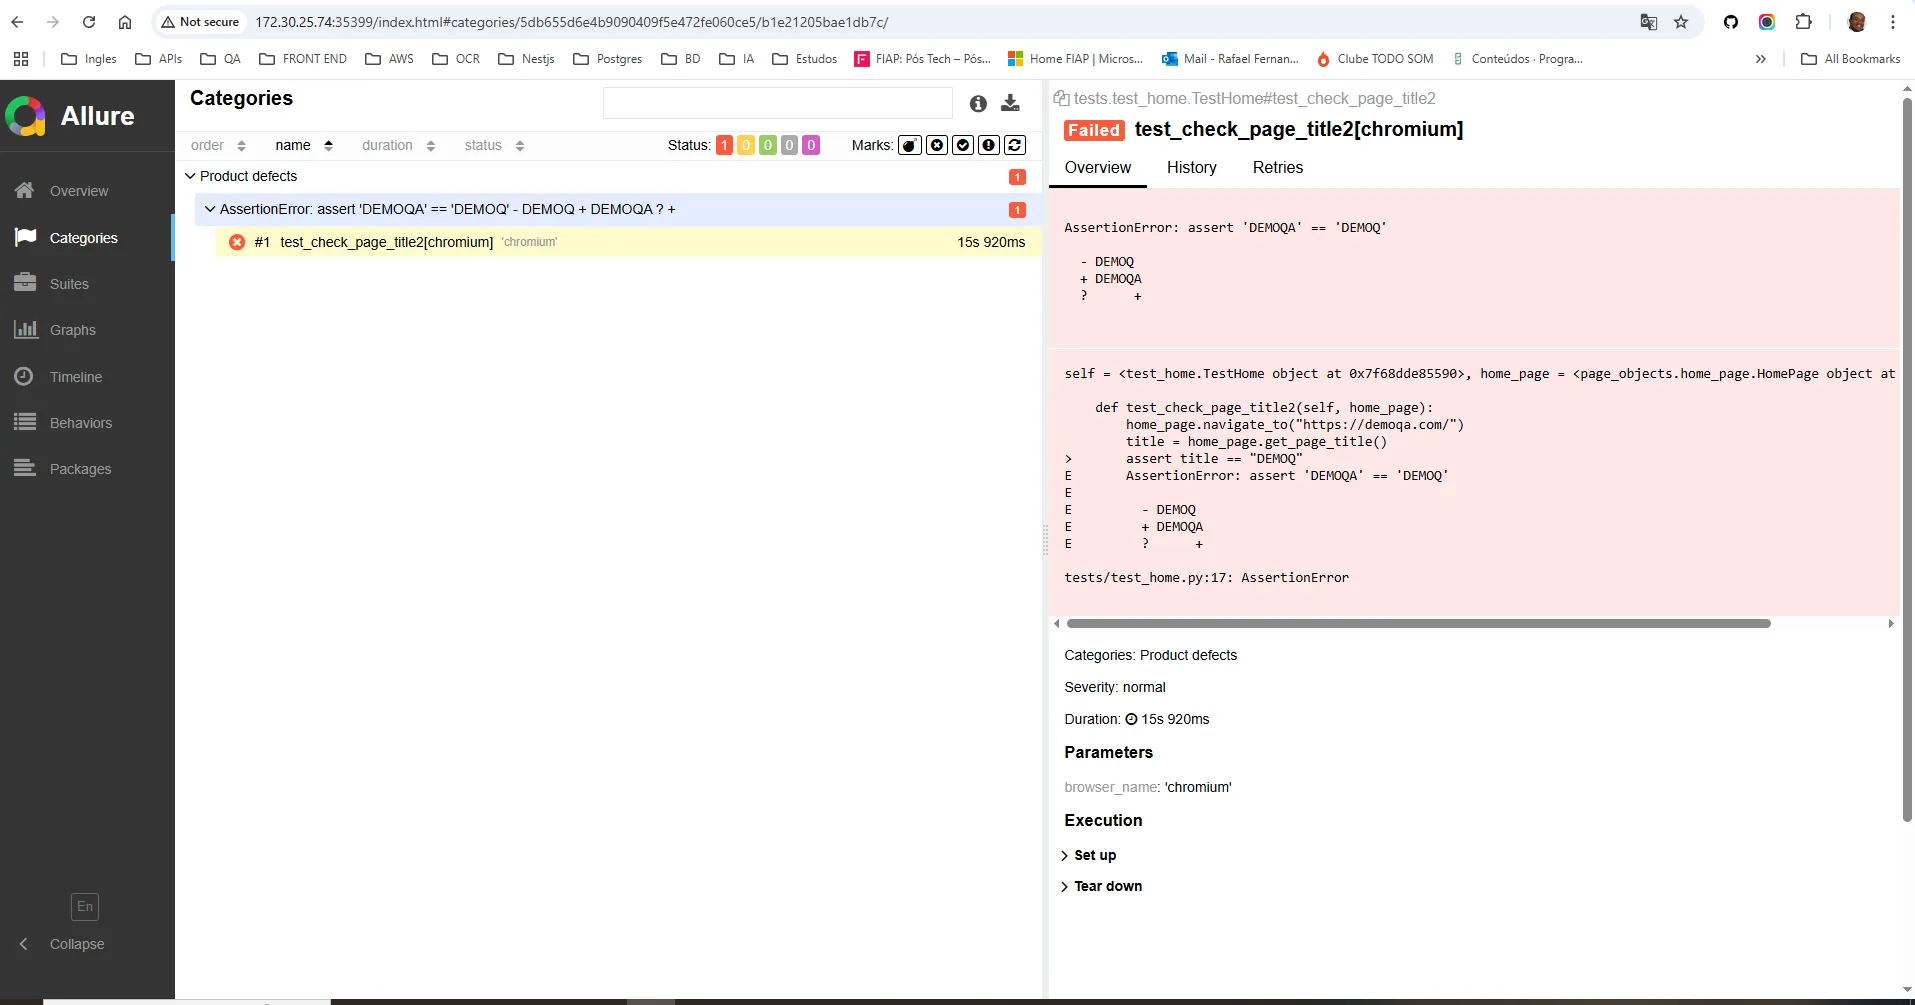 Not secure 172.30.25.74:35399/index.html#categories/5db655d6e4b9090409f5e472fe060ce5/b1e21205bae1db7c/
Ingles APIs QA FRONT END AWS OCR Nestjs Postgres BD IA Estudos FIAP: Pós Tech – Pós... Home FIAP | Micros... Mail - Rafael Fernan... Clube TODO SOM Conteúdos · Progra... » All Bookmarks
Allure
Overview
Categories
Suites
Graphs
Timeline
Behaviors
Packages
En
Collapse
Categories
order name duration status Status: 1 0 0 0 0 Marks:
Product defects 1
AssertionError: assert 'DEMOQA' == 'DEMOQ' - DEMOQ + DEMOQA ? + 1
#1 test_check_page_title2[chromium] 'chromium' 15s 920ms
tests.test_home.TestHome#test_check_page_title2
Failed test_check_page_title2[chromium]
Overview History Retries
AssertionError: assert 'DEMOQA' == 'DEMOQ'
- DEMOQ
+ DEMOQA
? +
self = <test_home.TestHome object at 0x7f68dde85590>, home_page = <page_objects.home_page.HomePage object at
def test_check_page_title2(self, home_page):
home_page.navigate_to("https://demoqa.com/")
title = home_page.get_page_title()
> assert title == "DEMOQ"
E AssertionError: assert 'DEMOQA' == 'DEMOQ'
E
E - DEMOQ
E + DEMOQA
E ? +
tests/test_home.py:17: AssertionError
Categories: Product defects
Severity: normal
Duration: 15s 920ms
Parameters
browser_name: 'chromium'
Execution
Set up
Tear down